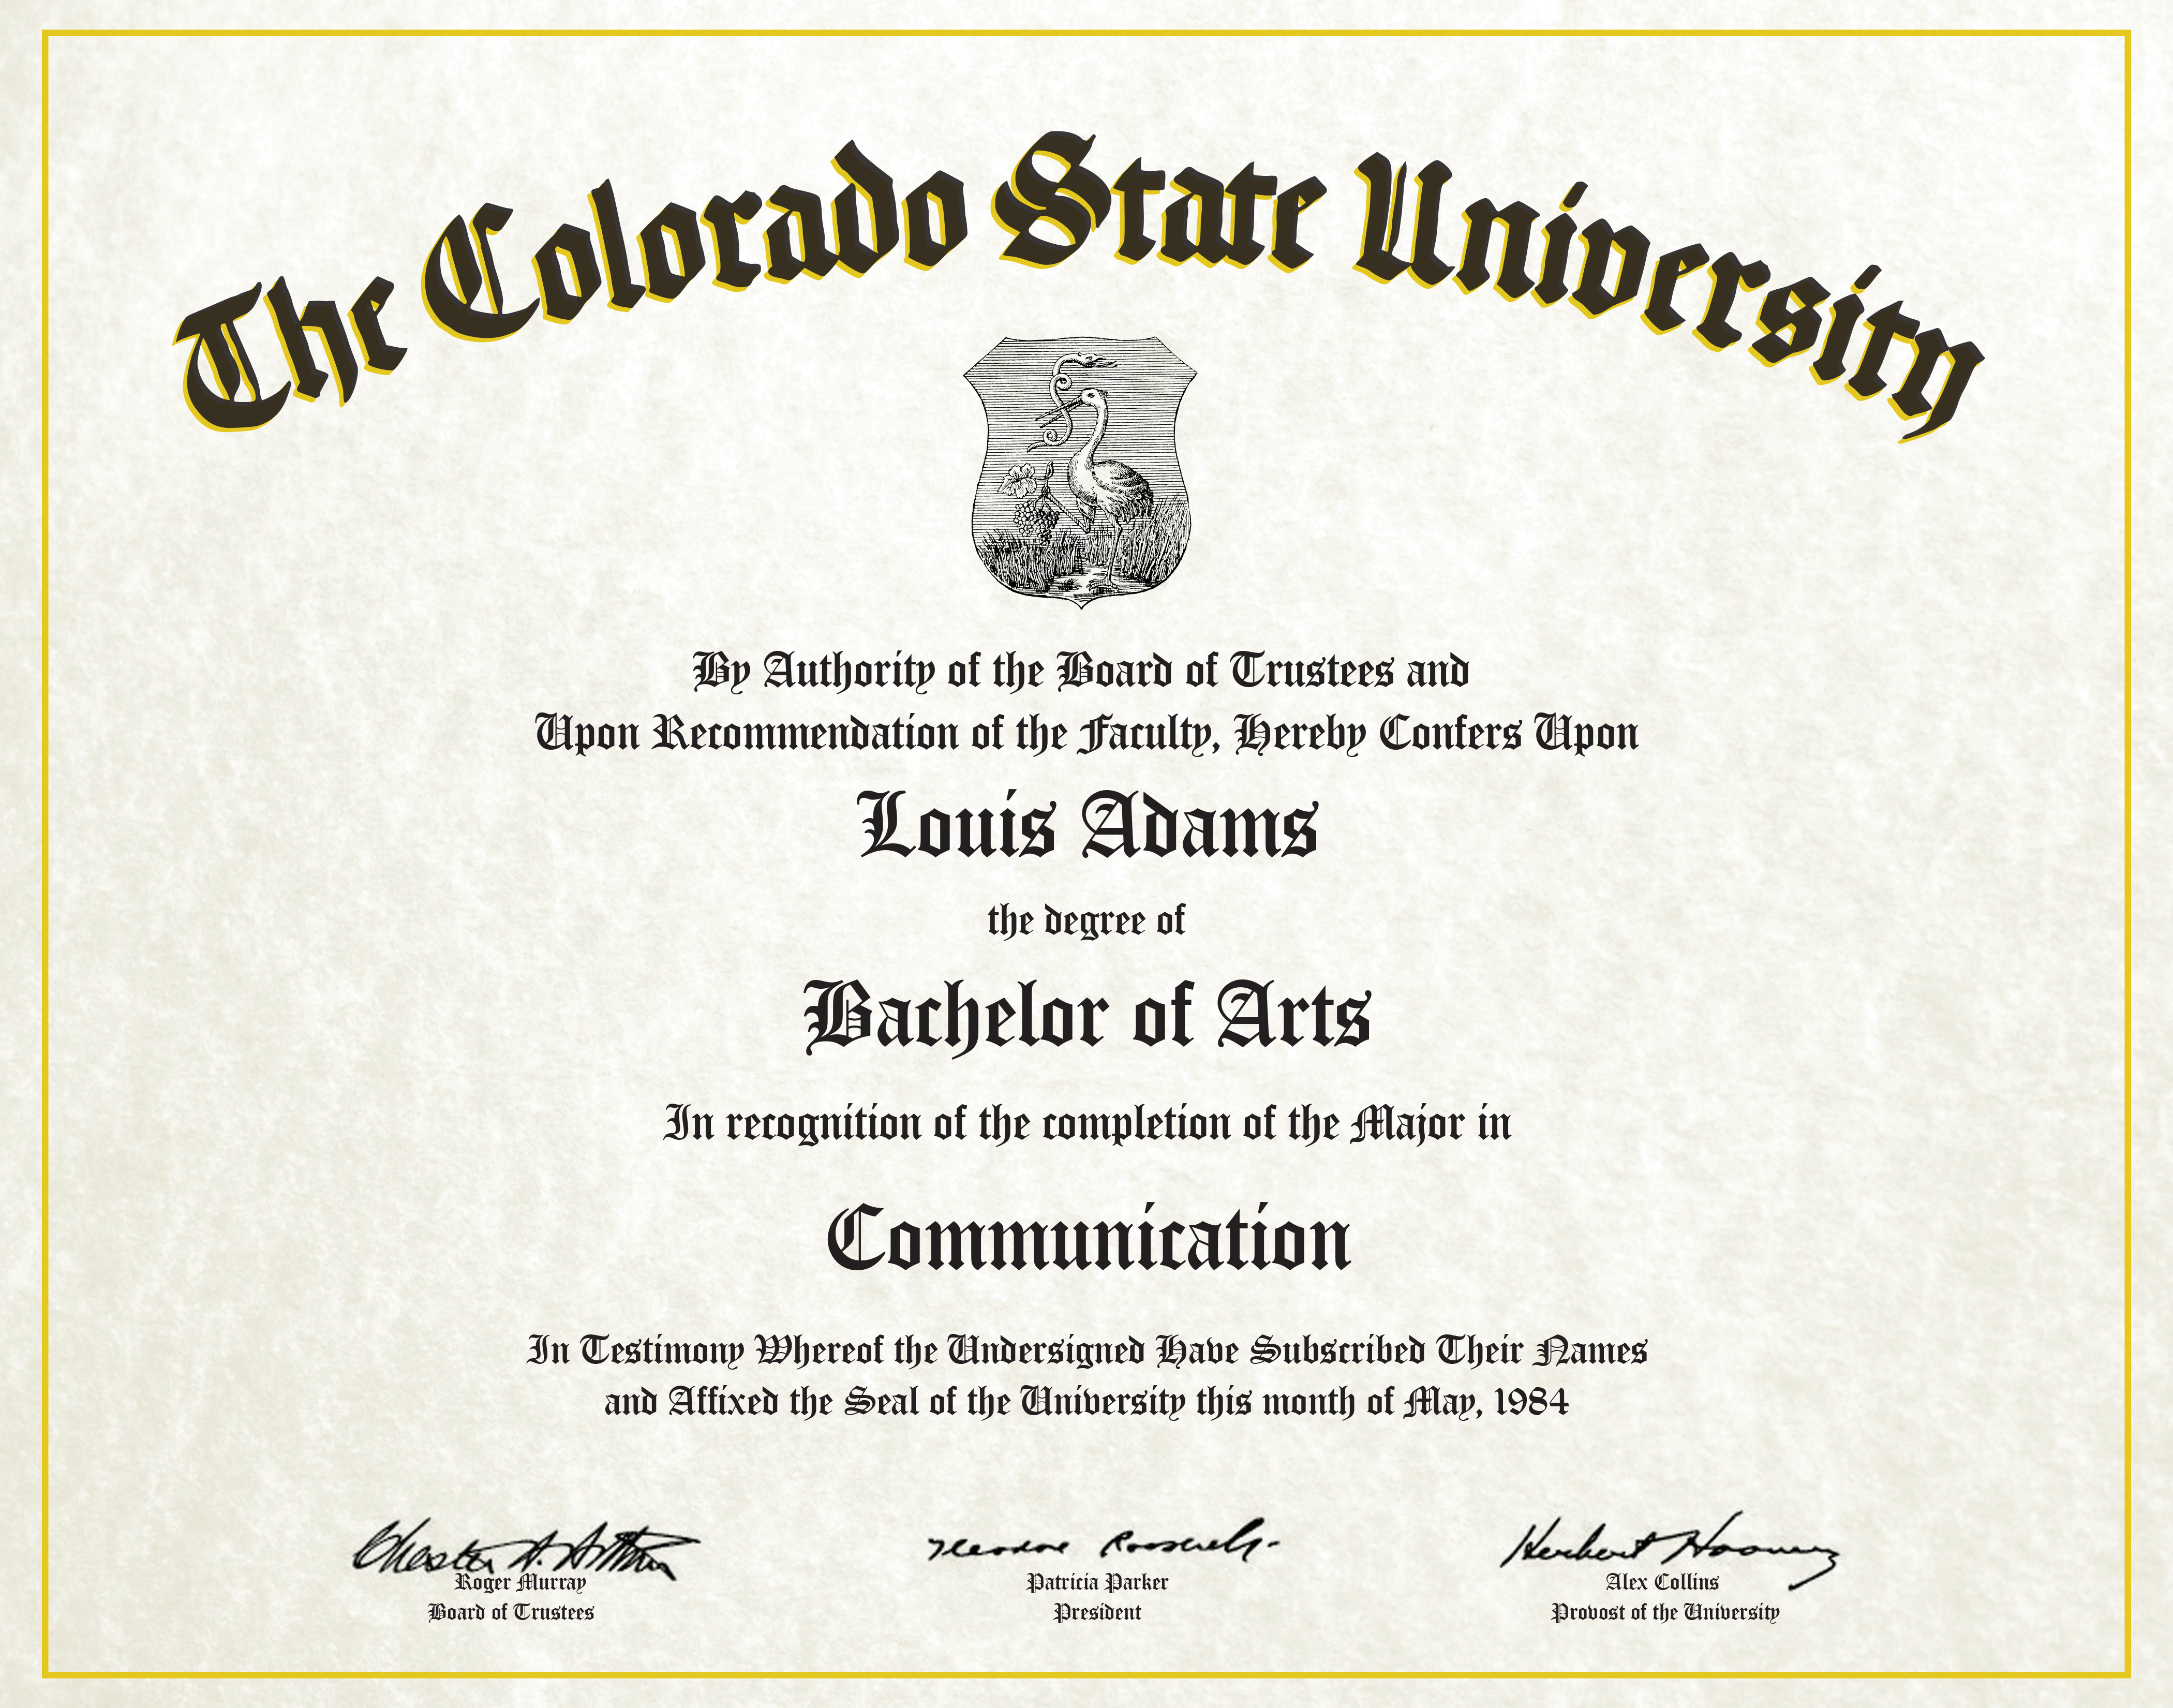 The Colorado State University
By Authority of the Board of Trustees and
Upon Recommendation of the Faculty, Hereby Confers Upon
Louis Adams
the degree of
Bachelor of Arts
In recognition of the completion of the Major in
Communication
In Testimony Whereof the Undersigned Have Subscribed Their Names
and Affixed the Seal of the University this month of May, 1984
Chester A. Arthur
Theodore Roosevelt
Herbert Hoover
Roger Murray
Patricia Parker
Alex Collins
Board of Trustees
President
Provost of the University